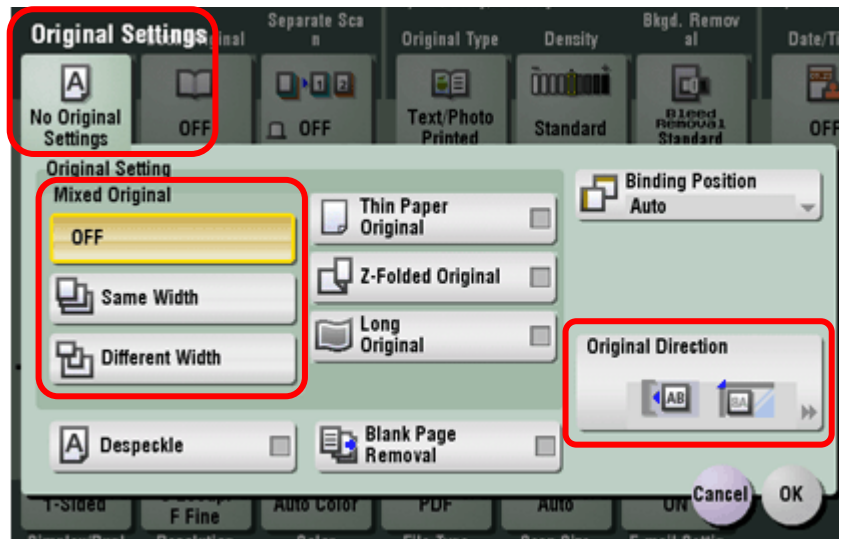 Original Settings
Separate Sca
n
Original Type
Density
Bkgd. Remov
al
Date/Ti
No Original
Settings
OFF
OFF
Text/Photo
Printed
Standard
Bleed
Removal
Standard
OFF
Original Setting
Mixed Original
OFF
Same Width
Different Width
Thin Paper
Original
Z-Folded Original
Long
Original
Binding Position
Auto
Original Direction
AB
Despeckle
Blank Page
Removal
Cancel
OK
1-Sided
F Fine
Auto Color
PDF
Auto
ON